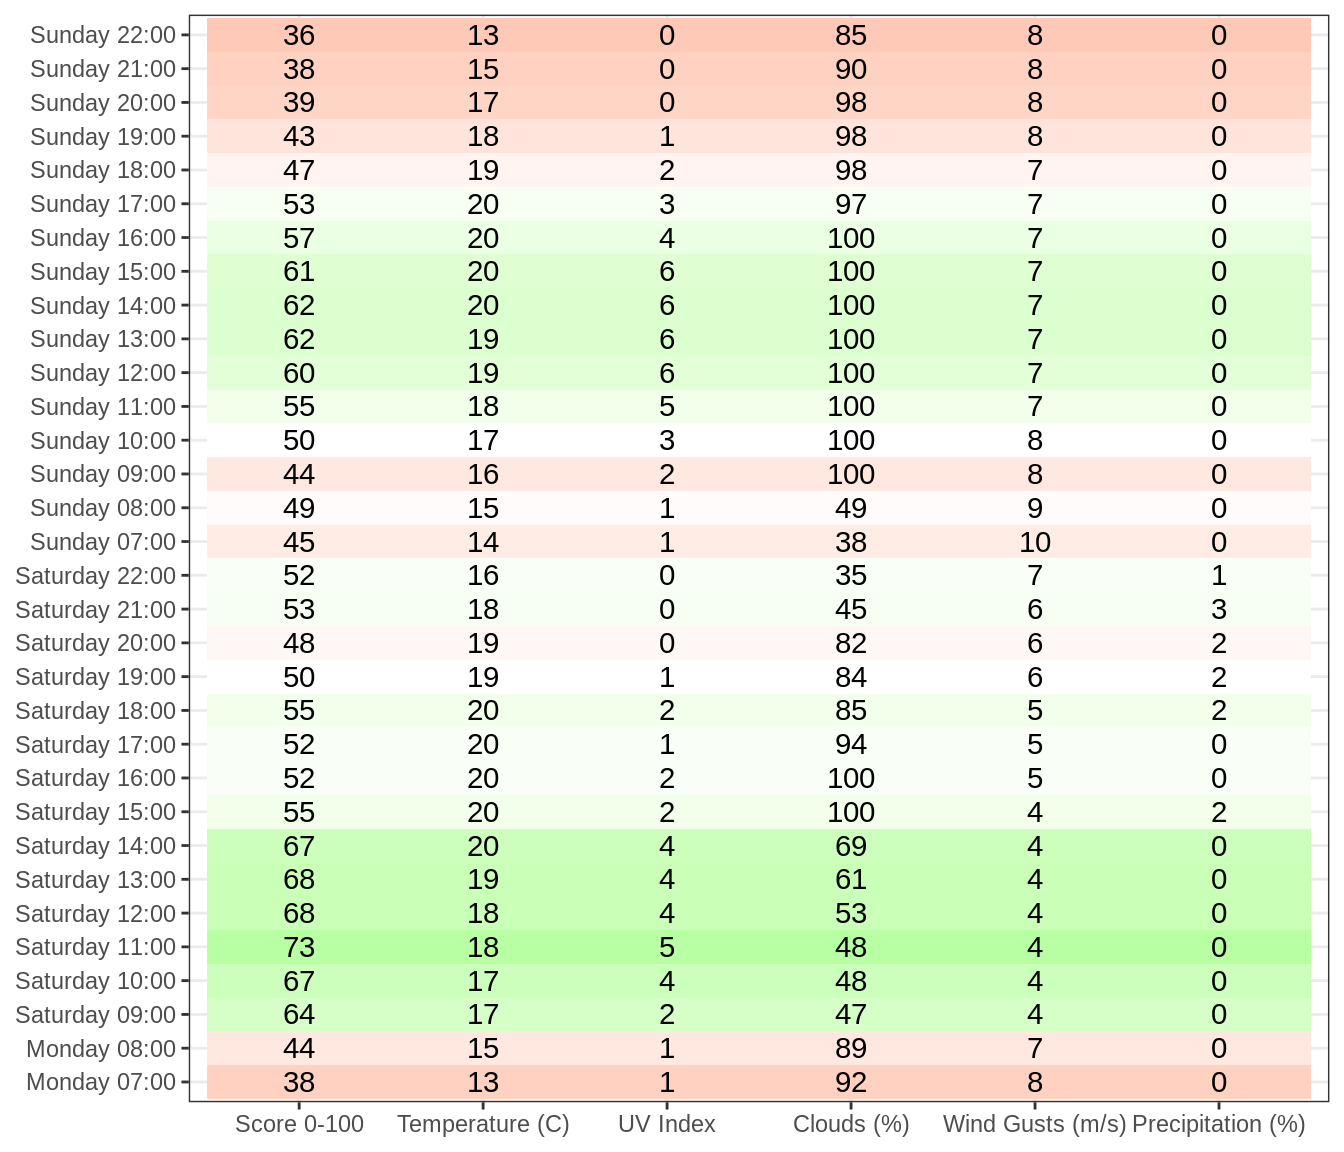 Sunday 22:00 36 13 0 85 8 0
Sunday 21:00 38 15 0 90 8 0
Sunday 20:00 39 17 0 98 8 0
Sunday 19:00 43 18 1 98 8 0
Sunday 18:00 47 19 2 98 7 0
Sunday 17:00 53 20 3 97 7 0
Sunday 16:00 57 20 4 100 7 0
Sunday 15:00 61 20 6 100 7 0
Sunday 14:00 62 20 6 100 7 0
Sunday 13:00 62 19 6 100 7 0
Sunday 12:00 60 19 6 100 7 0
Sunday 11:00 55 18 5 100 7 0
Sunday 10:00 50 17 3 100 8 0
Sunday 09:00 44 16 2 100 8 0
Sunday 08:00 49 15 1 49 9 0
Sunday 07:00 45 14 1 38 10 0
Saturday 22:00 52 16 0 35 7 1
Saturday 21:00 53 18 0 45 6 3
Saturday 20:00 48 19 0 82 6 2
Saturday 19:00 50 19 1 84 6 2
Saturday 18:00 55 20 2 85 5 2
Saturday 17:00 52 20 1 94 5 0
Saturday 16:00 52 20 2 100 5 0
Saturday 15:00 55 20 2 100 4 2
Saturday 14:00 67 20 4 69 4 0
Saturday 13:00 68 19 4 61 4 0
Saturday 12:00 68 18 4 53 4 0
Saturday 11:00 73 18 5 48 4 0
Saturday 10:00 67 17 4 48 4 0
Saturday 09:00 64 17 2 47 4 0
Monday 08:00 44 15 1 89 7 0
Monday 07:00 38 13 1 92 8 0
Score 0-100 Temperature (C) UV Index Clouds (%) Wind Gusts (m/s) Precipitation (%)